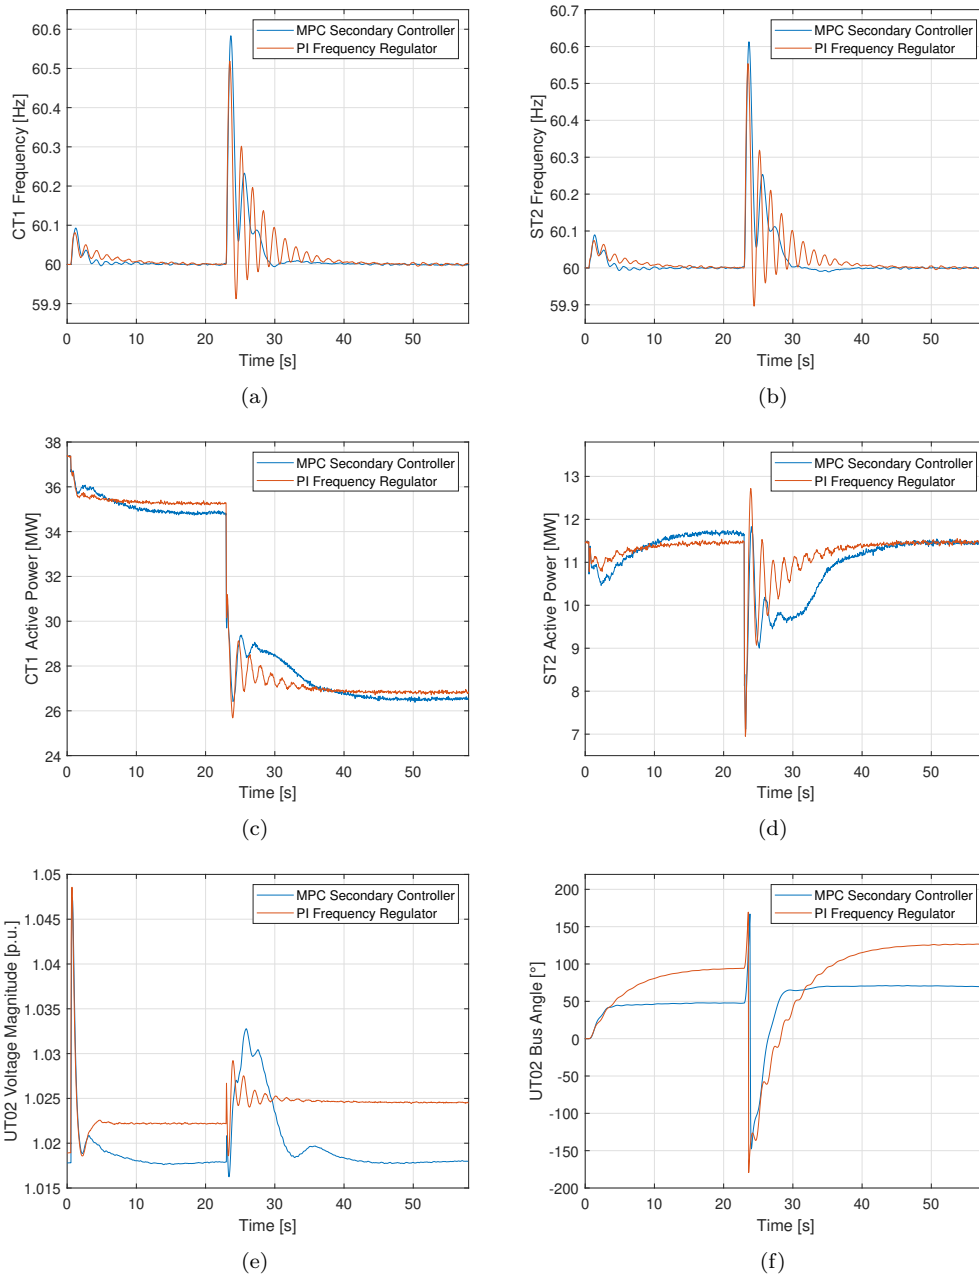 60.6
60.5
60.4
60.3
60.2
60.1
60
59.9
CT1 Frequency [Hz]
MPC Secondary Controller
PI Frequency Regulator
0 10 20 30 40 50
Time [s]
(a)
60.7
60.6
60.5
60.4
60.3
60.2
60.1
60
59.9
ST2 Frequency [Hz]
MPC Secondary Controller
PI Frequency Regulator
0 10 20 30 40 50
Time [s]
(b)
38
36
34
32
30
28
26
24
CT1 Active Power [MW]
MPC Secondary Controller
PI Frequency Regulator
0 10 20 30 40 50
Time [s]
(c)
13
12
11
10
9
8
7
ST2 Active Power [MW]
MPC Secondary Controller
PI Frequency Regulator
0 10 20 30 40 50
Time [s]
(d)
1.05
1.045
1.04
1.035
1.03
1.025
1.02
1.015
UT02 Voltage Magnitude [p.u.]
MPC Secondary Controller
PI Frequency Regulator
0 10 20 30 40 50
Time [s]
(e)
200
150
100
50
0
-50
-100
-150
-200
UT02 Bus Angle [°]
MPC Secondary Controller
PI Frequency Regulator
0 10 20 30 40 50
Time [s]
(f)